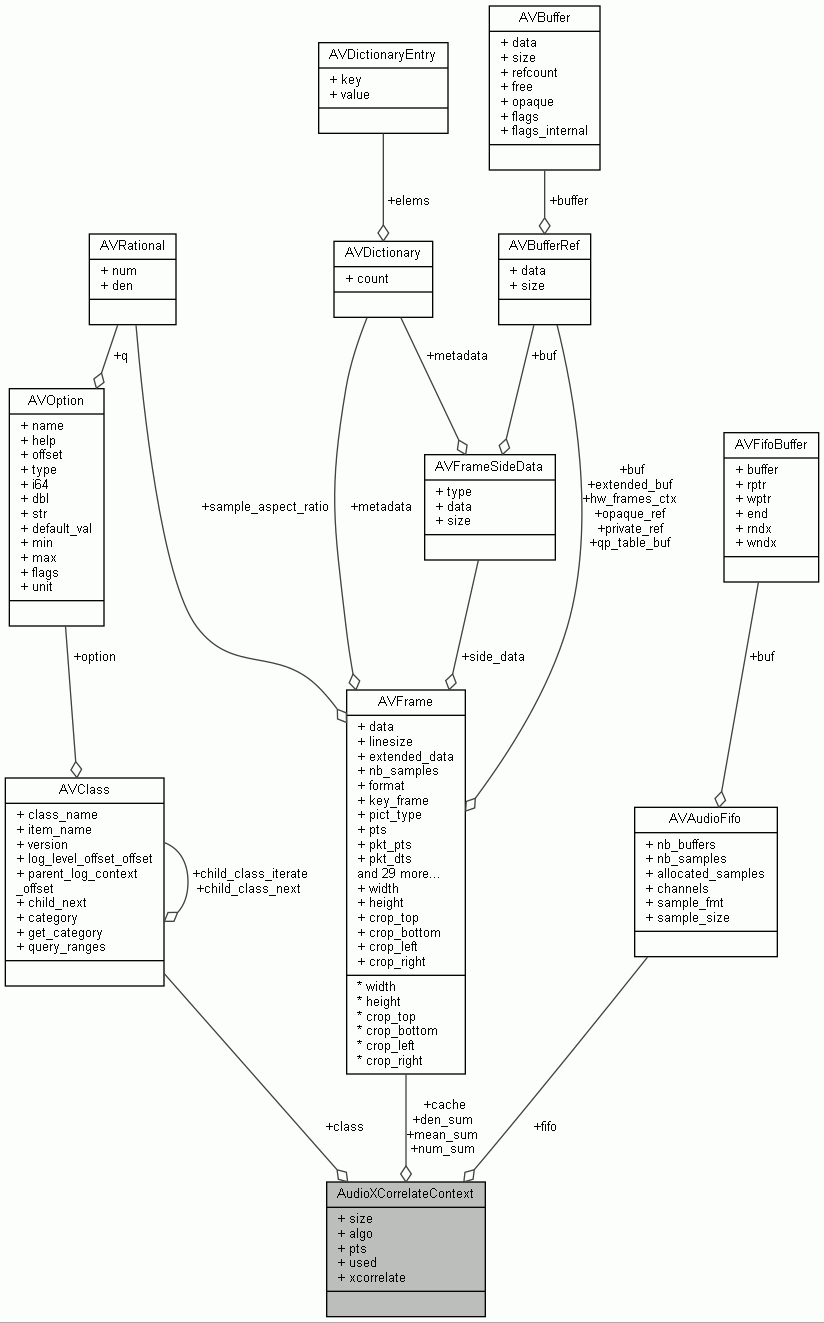 AVBuffer
+ data
+ size
+ refcount
+ free
+ opaque
+ flags
+ flags_internal
AVDictionaryEntry
+ key
+ value
+elems
+buffer
AVRational
+ num
+ den
AVDictionary
+ count
AVBufferRef
+ data
+ size
+q
+metadata
+buf
AVOption
+ name
+ help
+ offset
+ type
+ i64
+ dbl
+ str
+ default_val
+ min
+ max
+ flags
+ unit
AVFrameSideData
+ type
+ data
+ size
AVFifoBuffer
+ buffer
+ rptr
+ wptr
+ end
+ rndx
+ wndx
+sample_aspect_ratio
+metadata
+buf
+extended_buf
+hw_frames_ctx
+opaque_ref
+private_ref
+qp_table_buf
+option
+side_data
+buf
AVFrame
+ data
+ linesize
+ extended_data
+ nb_samples
+ format
+ key_frame
+ pict_type
+ pts
+ pkt_pts
+ pkt_dts
and 29 more...
+ width
+ height
+ crop_top
+ crop_bottom
+ crop_left
+ crop_right
* width
* height
* crop_top
* crop_bottom
* crop_left
* crop_right
AVClass
+ class_name
+ item_name
+ version
+ log_level_offset_offset
+ parent_log_context
_offset
+ child_next
+ category
+ get_category
+ query_ranges
+child_class_iterate
+child_class_next
AVAudioFifo
+ nb_buffers
+ nb_samples
+ allocated_samples
+ channels
+ sample_fmt
+ sample_size
+class
+cache
+den_sum
+mean_sum
+num_sum
+fifo
AudioXCorrelateContext
+ size
+ algo
+ pts
+ used
+ xcorrelate